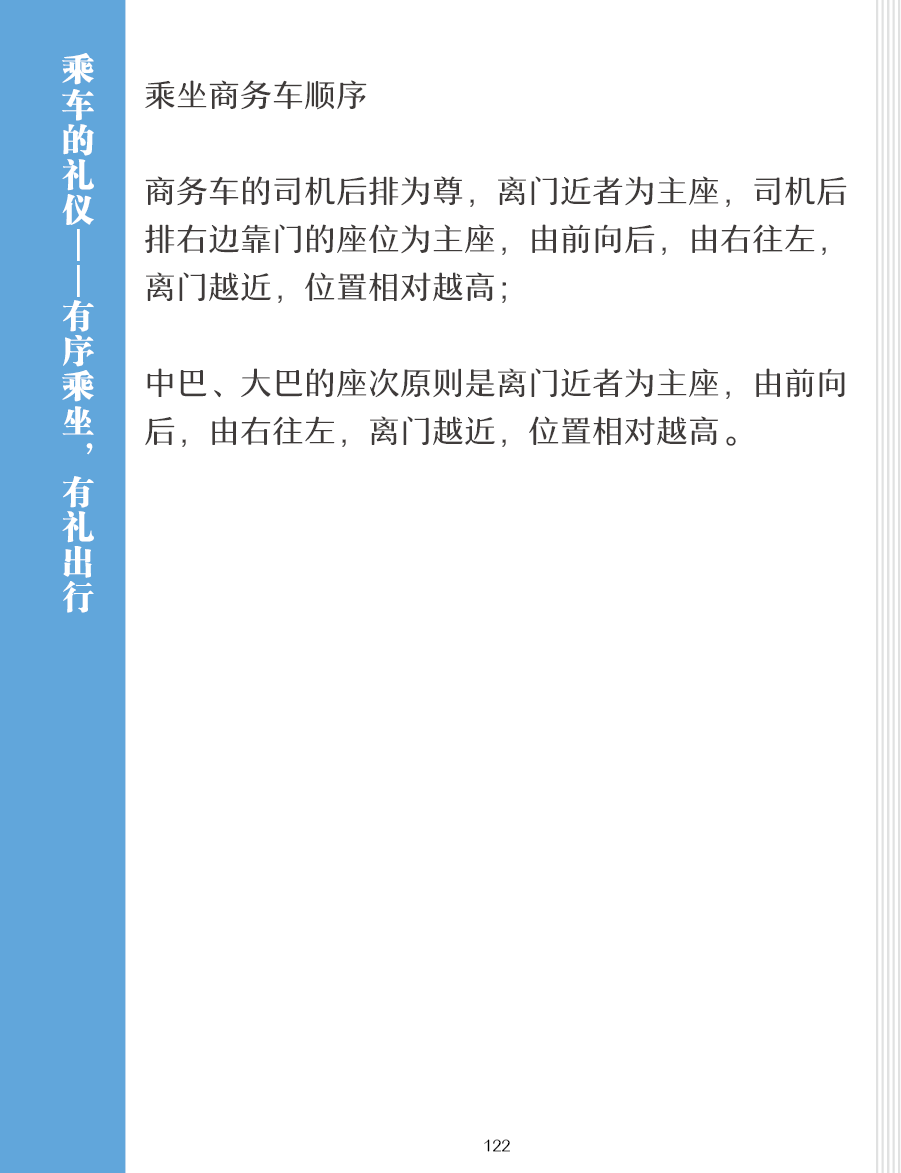 乘车的礼仪——有序乘坐，有礼出行
乘坐商务车顺序
商务车的司机后排为尊，离门近者为主座，司机后
排右边靠门的座位为主座，由前向后，由右往左，
离门越近，位置相对越高；
中巴、大巴的座次原则是离门近者为主座，由前向
后，由右往左，离门越近，位置相对越高。
122